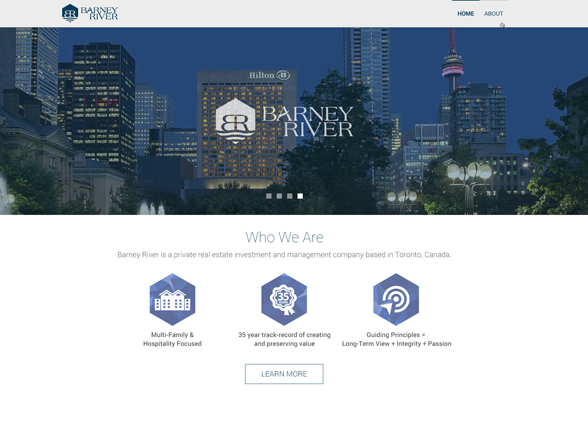 BARNEY
RIVER
HOME
ABOUT
Hilton
BARNEY
RIVER
Who We Are
Barney River is a private real estate investment and management company based in Toronto, Canada.
35
Multi-Family &
Hospitality Focused
35 year track-record of creating
and preserving value
Guiding Principles =
Long-Term View + Integrity + Passion
LEARN MORE